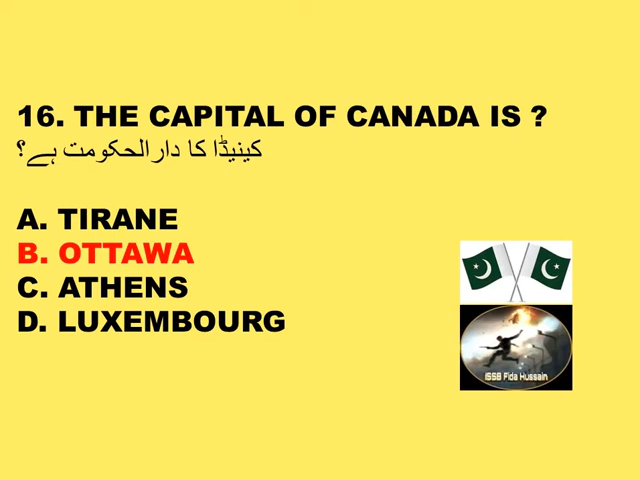 16. THE CAPITAL OF CANADA IS ?
کینیڈا کا دارالحکومت ہے؟
A. TIRANE
B. OTTAWA
C. ATHENS
D. LUXEMBOURG
ISSB Fida Hussain